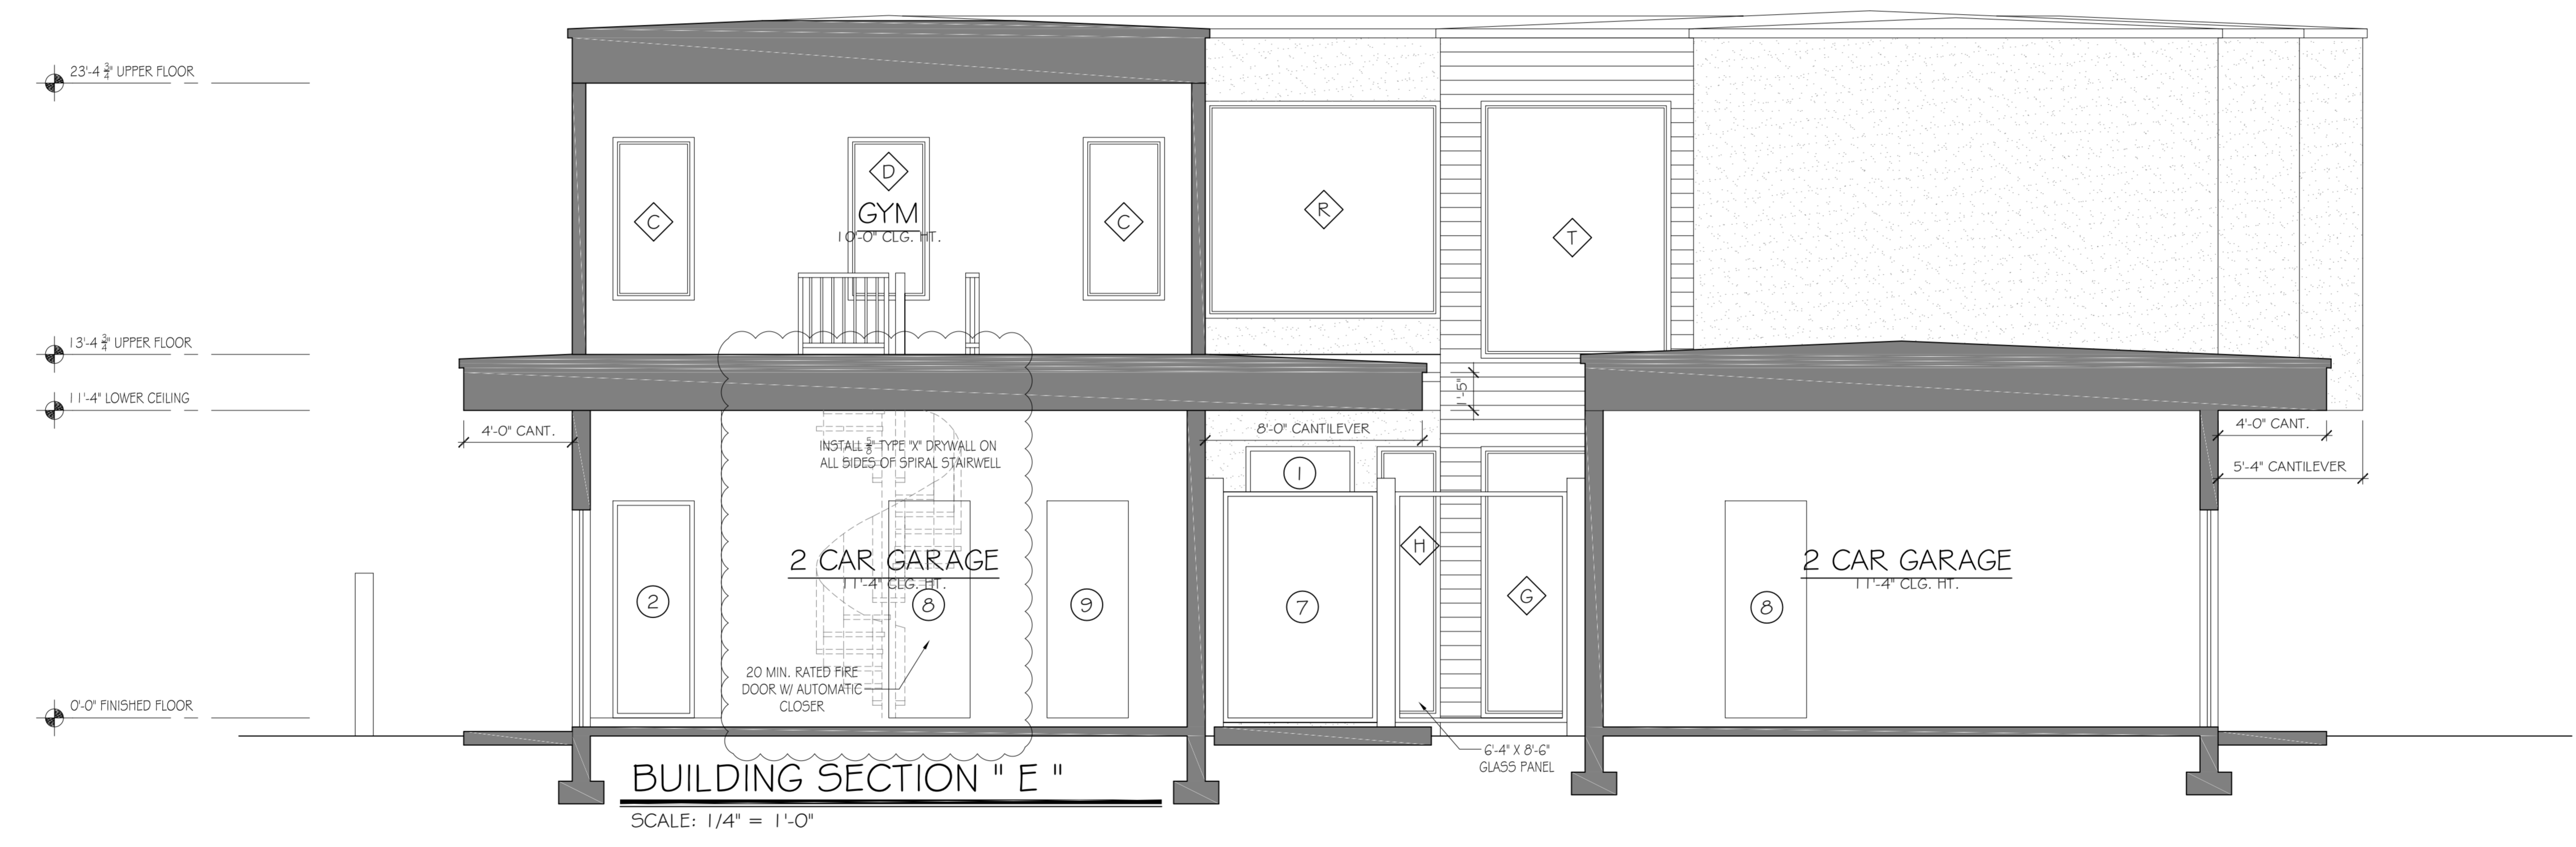 23'-4 3/4" UPPER FLOOR
D
GYM
10'-0" CLG. HT.
C
C
R
T
13'-4 3/4" UPPER FLOOR
11'-4" LOWER CEILING
1'-5"
4'-0" CANT.
8'-0" CANTILEVER
4'-0" CANT.
INSTALL 5/8" TYPE "X" DRYWALL ON
ALL SIDES OF SPIRAL STAIRWELL
5'-4" CANTILEVER
1
H
2 CAR GARAGE
11'-4" CLG. HT.
2 CAR GARAGE
11'-4" CLG. HT.
2
8
9
7
G
8
20 MIN. RATED FIRE
DOOR W/ AUTOMATIC
CLOSER
0'-0" FINISHED FLOOR
6'-4" X 8'-6"
GLASS PANEL
BUILDING SECTION " E "
SCALE: 1/4" = 1'-0"